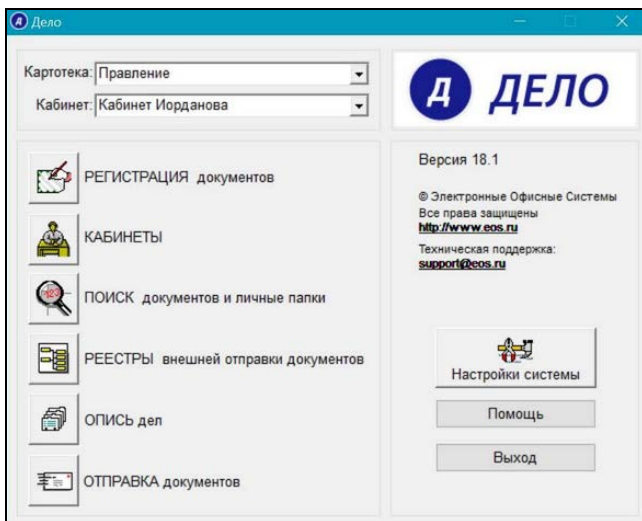 Дело
Картотека: Правление
Кабинет: Кабинет Иорданова
Д ДЕЛО
РЕГИСТРАЦИЯ документов
КАБИНЕТЫ
123
ПОИСК документов и личные папки
РЕЕСТРЫ внешней отправки документов
ОПИСЬ дел
ОТПРАВКА документов
Версия 18.1
© Электронные Офисные Системы
Все права защищены
http://www.eos.ru
Техническая поддержка:
support@eos.ru
Настройки системы
Помощь
Выход